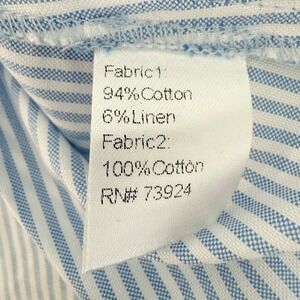 Fabric1:
94%Cotton
6%Linen
Fabric2:
100%Cotton
RN# 73924